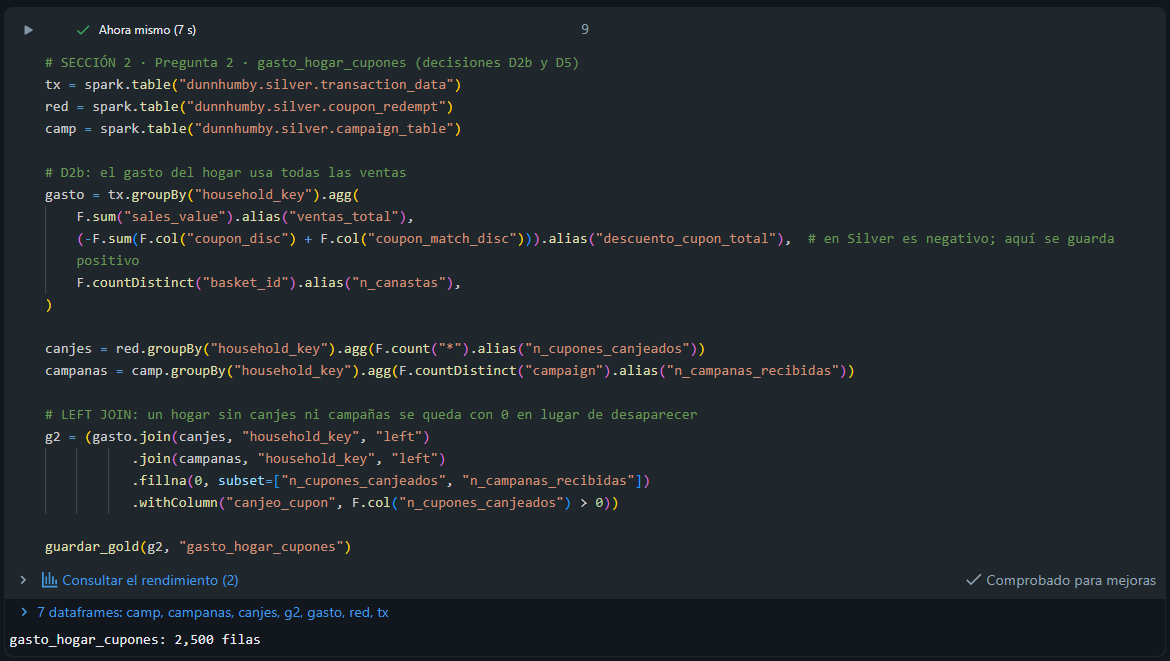 Ahora mismo (7 s)
9
# SECCIÓN 2 · Pregunta 2 · gasto_hogar_cupones (decisiones D2b y D5)
tx = spark.table("dunnhumby.silver.transaction_data")
red = spark.table("dunnhumby.silver.coupon_redempt")
camp = spark.table("dunnhumby.silver.campaign_table")

# D2b: el gasto del hogar usa todas las ventas
gasto = tx.groupBy("household_key").agg(
    F.sum("sales_value").alias("ventas_total"),
    (-F.sum(F.col("coupon_disc") + F.col("coupon_match_disc"))).alias("descuento_cupon_total"),  # en Silver es negativo; aquí se guarda
    positivo
    F.countDistinct("basket_id").alias("n_canastas"),
)

canjes = red.groupBy("household_key").agg(F.count("*").alias("n_cupones_canjeados"))
campanas = camp.groupBy("household_key").agg(F.countDistinct("campaign").alias("n_campanas_recibidas"))

# LEFT JOIN: un hogar sin canjes ni campañas se queda con 0 en lugar de desaparecer
g2 = (gasto.join(canjes, "household_key", "left")
           .join(campanas, "household_key", "left")
           .fillna(0, subset=["n_cupones_canjeados", "n_campanas_recibidas"])
           .withColumn("canjeo_cupon", F.col("n_cupones_canjeados") > 0))

guardar_gold(g2, "gasto_hogar_cupones")
Consultar el rendimiento (2)
Comprobado para mejoras
7 dataframes: camp, campanas, canjes, g2, gasto, red, tx
gasto_hogar_cupones: 2,500 filas